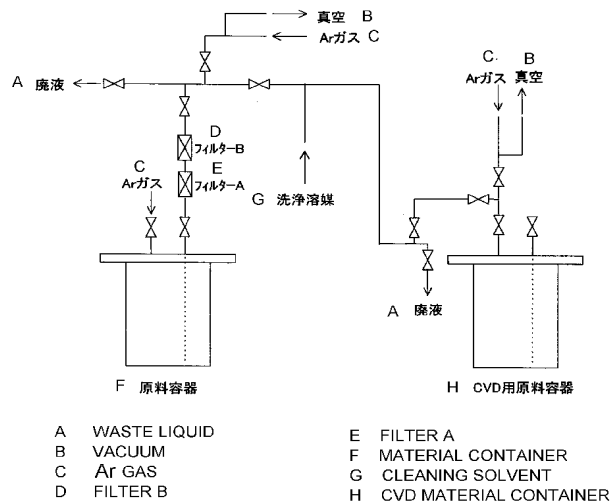 真空 B
Arガス C
A 廃液
C B
Arガス 真空
D
フィルターB
E
フィルターA
C
Arガス
G 洗浄溶媒
A 廃液
F 原料容器
H CVD用原料容器
A WASTE LIQUID
B VACUUM
C Ar GAS
D FILTER B
E FILTER A
F MATERIAL CONTAINER
G CLEANING SOLVENT
H CVD MATERIAL CONTAINER